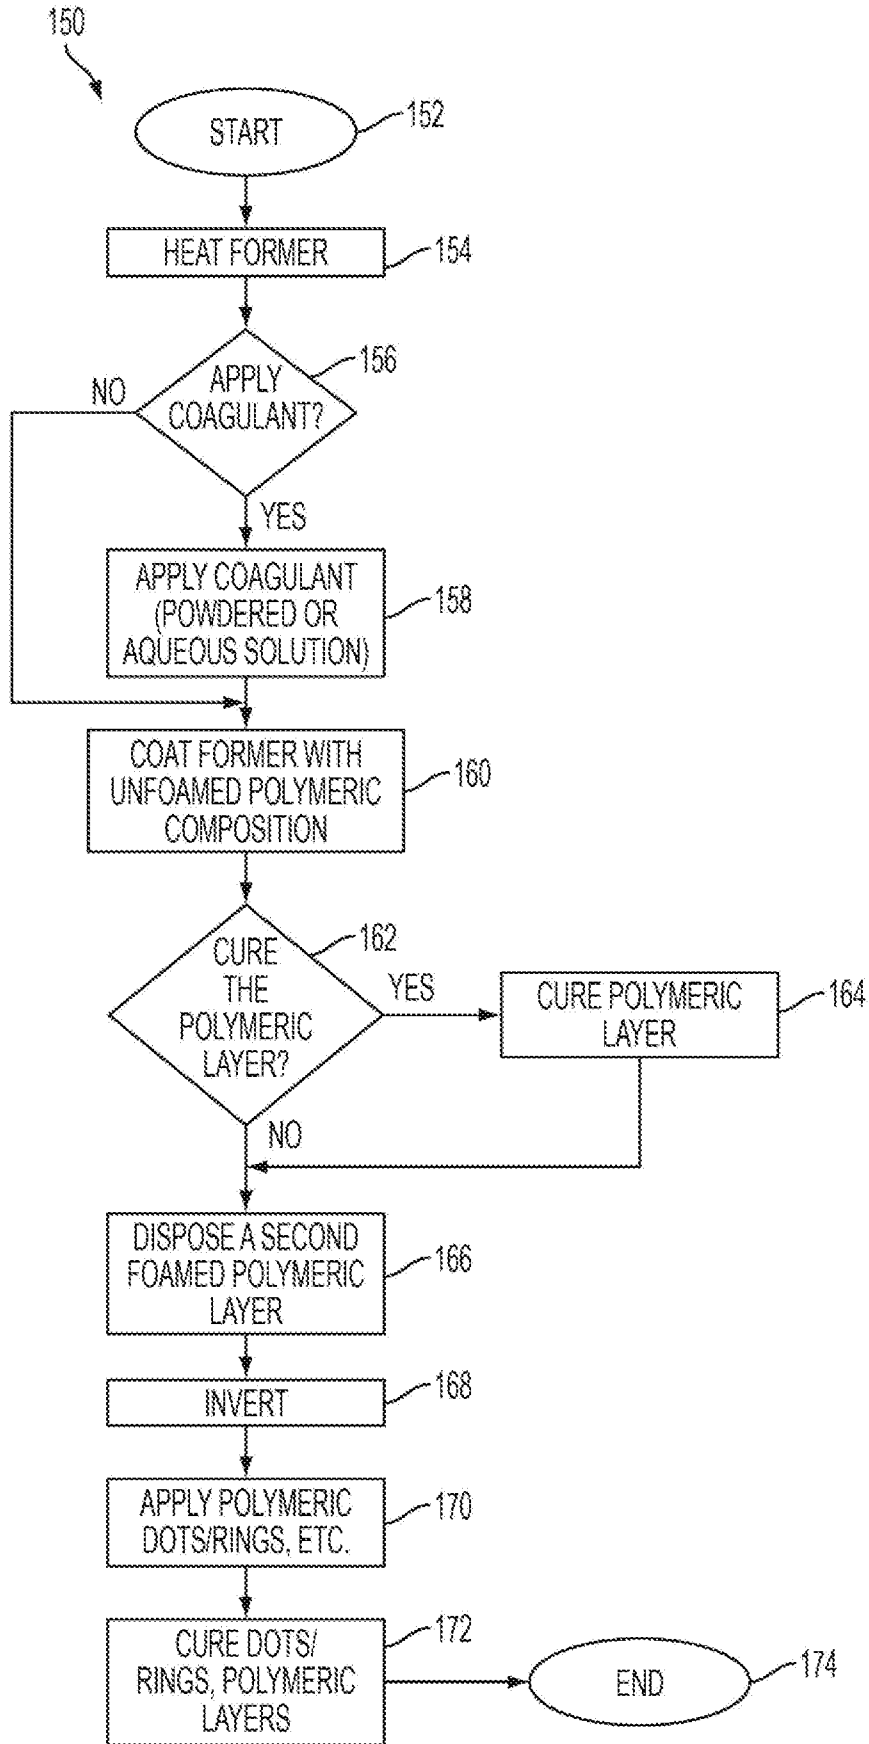 150
START
152
HEAT FORMER
154
APPLY
COAGULANT?
156
NO
YES
APPLY COAGULANT
(POWDERED OR
AQUEOUS SOLUTION)
158
COAT FORMER WITH
UNFOAMED POLYMERIC
COMPOSITION
160
CURE
THE
POLYMERIC
LAYER?
162
YES
CURE POLYMERIC
LAYER
164
NO
DISPOSE A SECOND
FOAMED POLYMERIC
LAYER
166
INVERT
168
APPLY POLYMERIC
DOTS/RINGS, ETC.
170
CURE DOTS/
RINGS, POLYMERIC
LAYERS
172
END
174